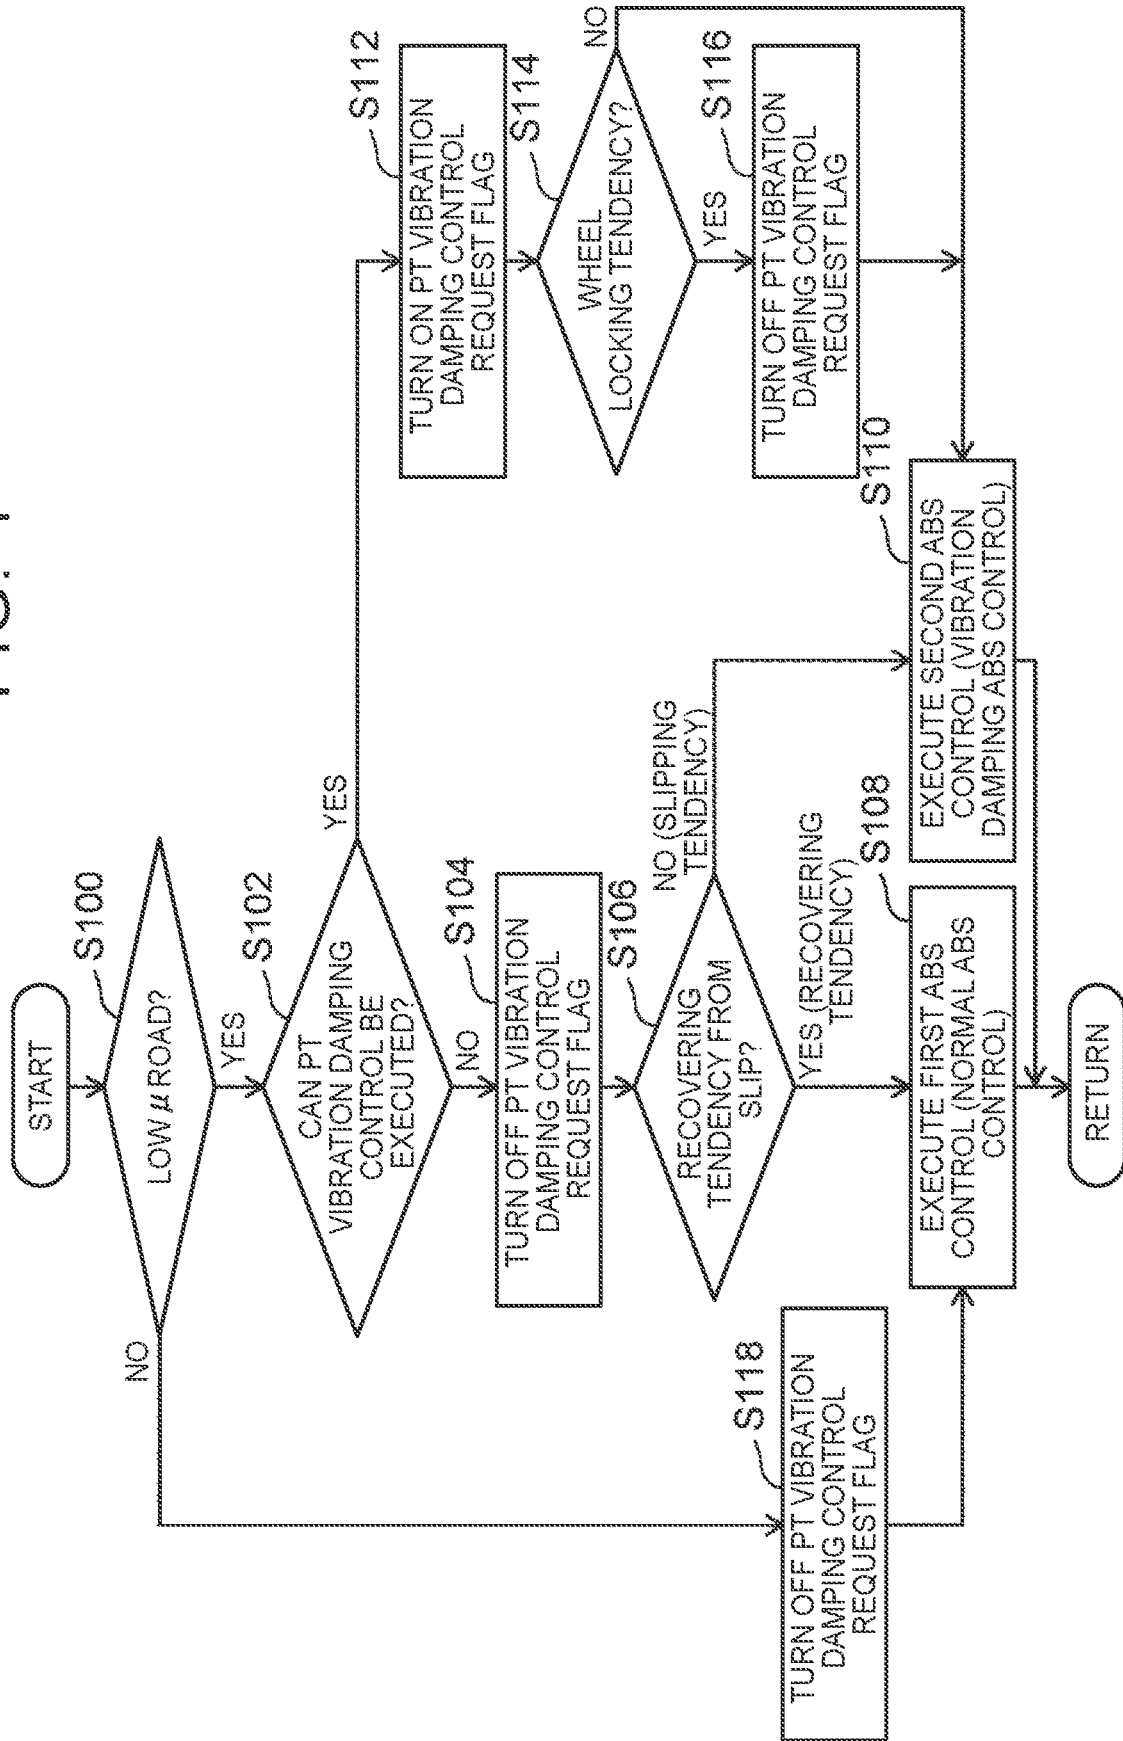 START
S100
LOW μ ROAD?
NO
YES
S102
CAN PT
VIBRATION DAMPING
CONTROL BE
EXECUTED?
YES
NO
S104
TURN OFF PT VIBRATION
DAMPING CONTROL
REQUEST FLAG
S106
RECOVERING
TENDENCY FROM
SLIP?
NO (SLIPPING
TENDENCY)
YES (RECOVERING
TENDENCY)
S108
EXECUTE FIRST ABS
CONTROL (NORMAL ABS
CONTROL)
S110
EXECUTE SECOND ABS
CONTROL (VIBRATION
DAMPING ABS CONTROL)
S112
TURN ON PT VIBRATION
DAMPING CONTROL
REQUEST FLAG
S114
WHEEL
LOCKING TENDENCY?
NO
YES
S116
TURN OFF PT VIBRATION
DAMPING CONTROL
REQUEST FLAG
S118
TURN OFF PT VIBRATION
DAMPING CONTROL
REQUEST FLAG
RETURN